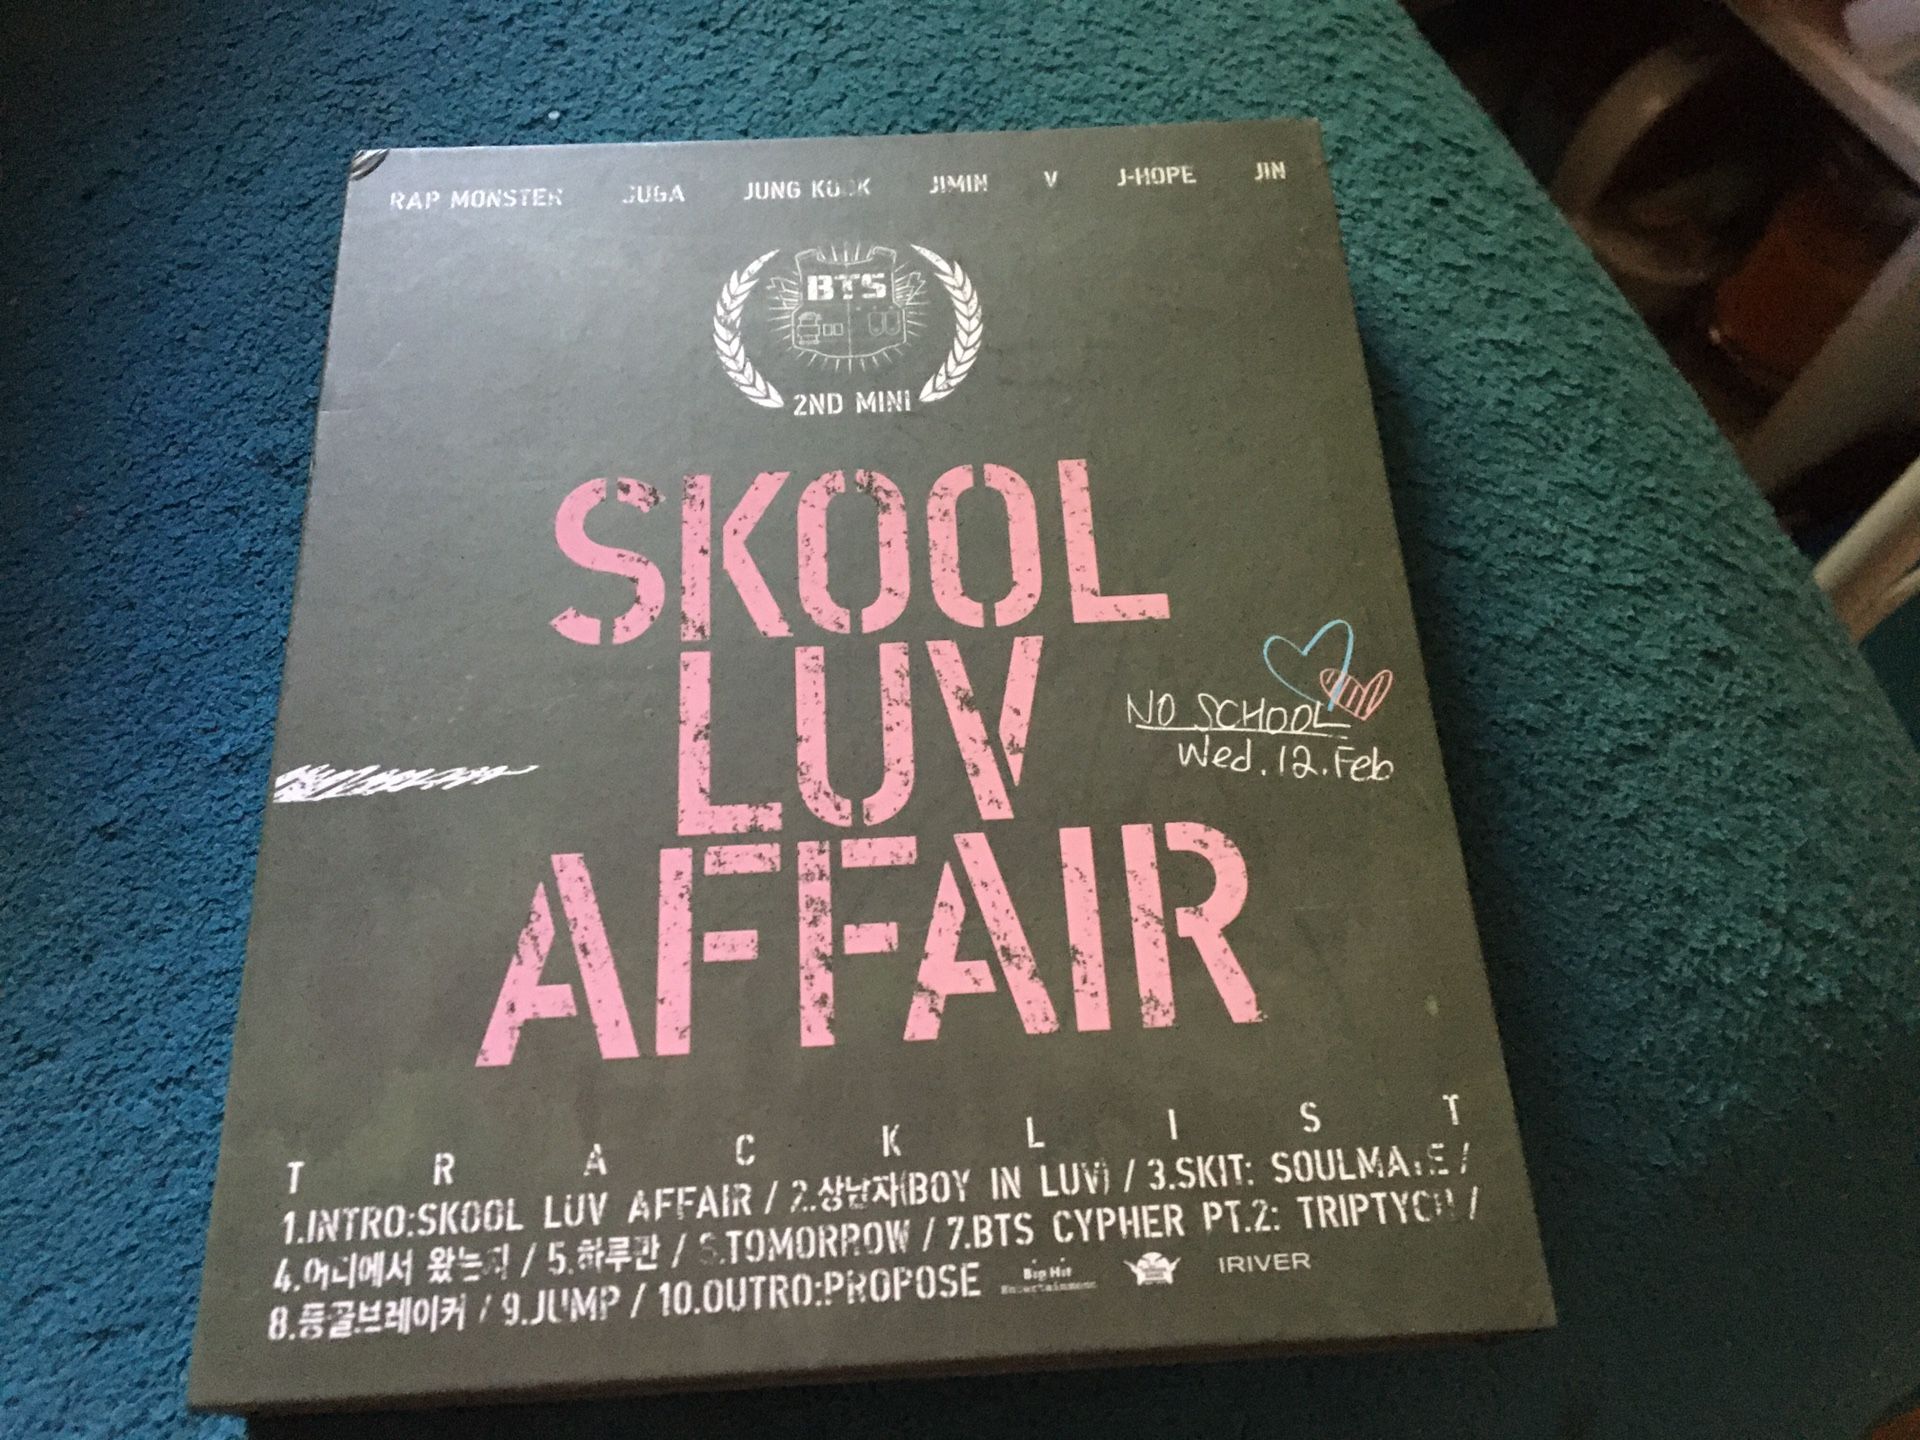 RAP MONSTER SUGA JUNG KOOK JIMIN V J-HOPE JIN
BTS
2ND MINI
SKOOL
LUV
AFFAIR
NO SCHOOL
Wed.12.Feb
TRACKLIST
1.INTRO:SKOOL LUV AFFAIR / 2.상남자(BOY IN LUV) / 3.SKIT: SOULMATE /
4.어디에서 왔는지 / 5.하루만 / 6.TOMORROW / 7.BTS CYPHER PT.2: TRIPTYCH /
8.등골브레이커 / 9.JUMP / 10.OUTRO:PROPOSE
Big Hit
Entertainment
IRIVER